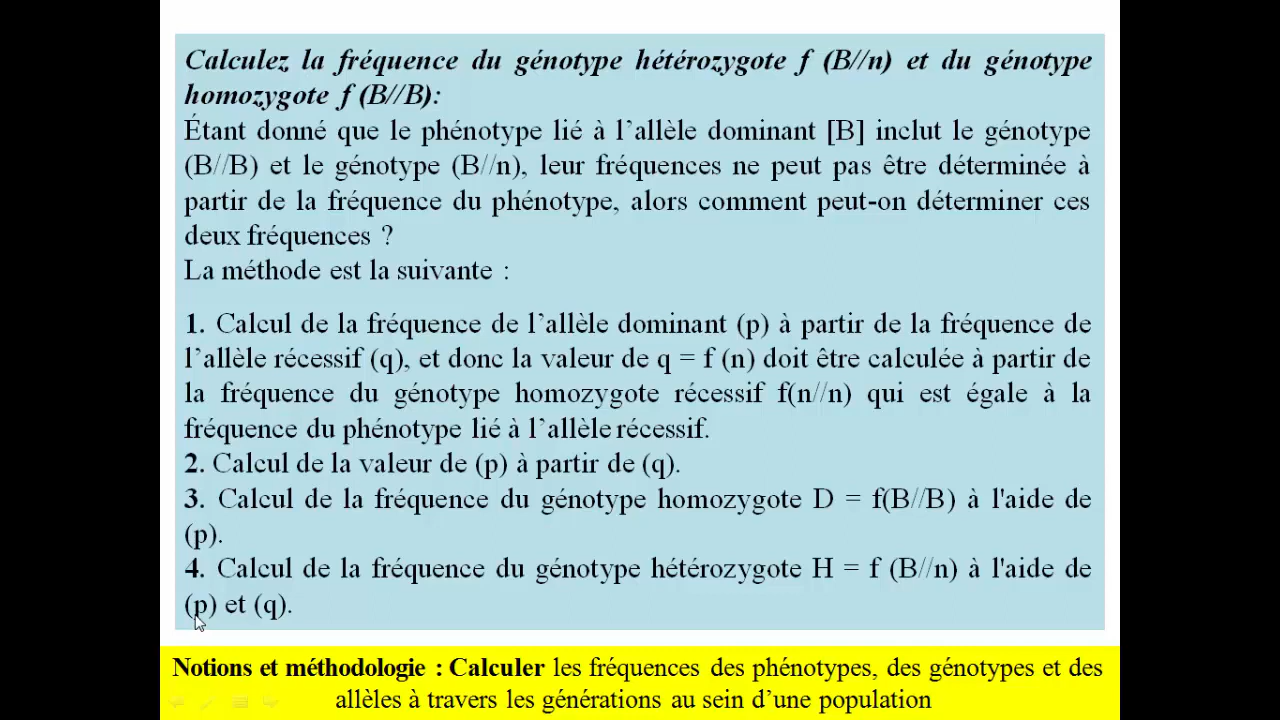 Calculez la fréquence du génotype hétérozygote f (B//n) et du génotype
homozygote f (B//B):
Étant donné que le phénotype lié à l’allèle dominant [B] inclut le génotype
(B//B) et le génotype (B//n), leur fréquences ne peut pas être déterminée à
partir de la fréquence du phénotype, alors comment peut-on déterminer ces
deux fréquences ?
La méthode est la suivante :
1. Calcul de la fréquence de l’allèle dominant (p) à partir de la fréquence de
l’allèle récessif (q), et donc la valeur de q = f (n) doit être calculée à partir de
la fréquence du génotype homozygote récessif f(n//n) qui est égale à la
fréquence du phénotype lié à l’allèle récessif.
2. Calcul de la valeur de (p) à partir de (q).
3. Calcul de la fréquence du génotype homozygote D = f(B//B) à l'aide de
(p).
4. Calcul de la fréquence du génotype hétérozygote H = f (B//n) à l'aide de
(p) et (q).
Notions et méthodologie : Calculer les fréquences des phénotypes, des génotypes et des
allèles à travers les générations au sein d’une population